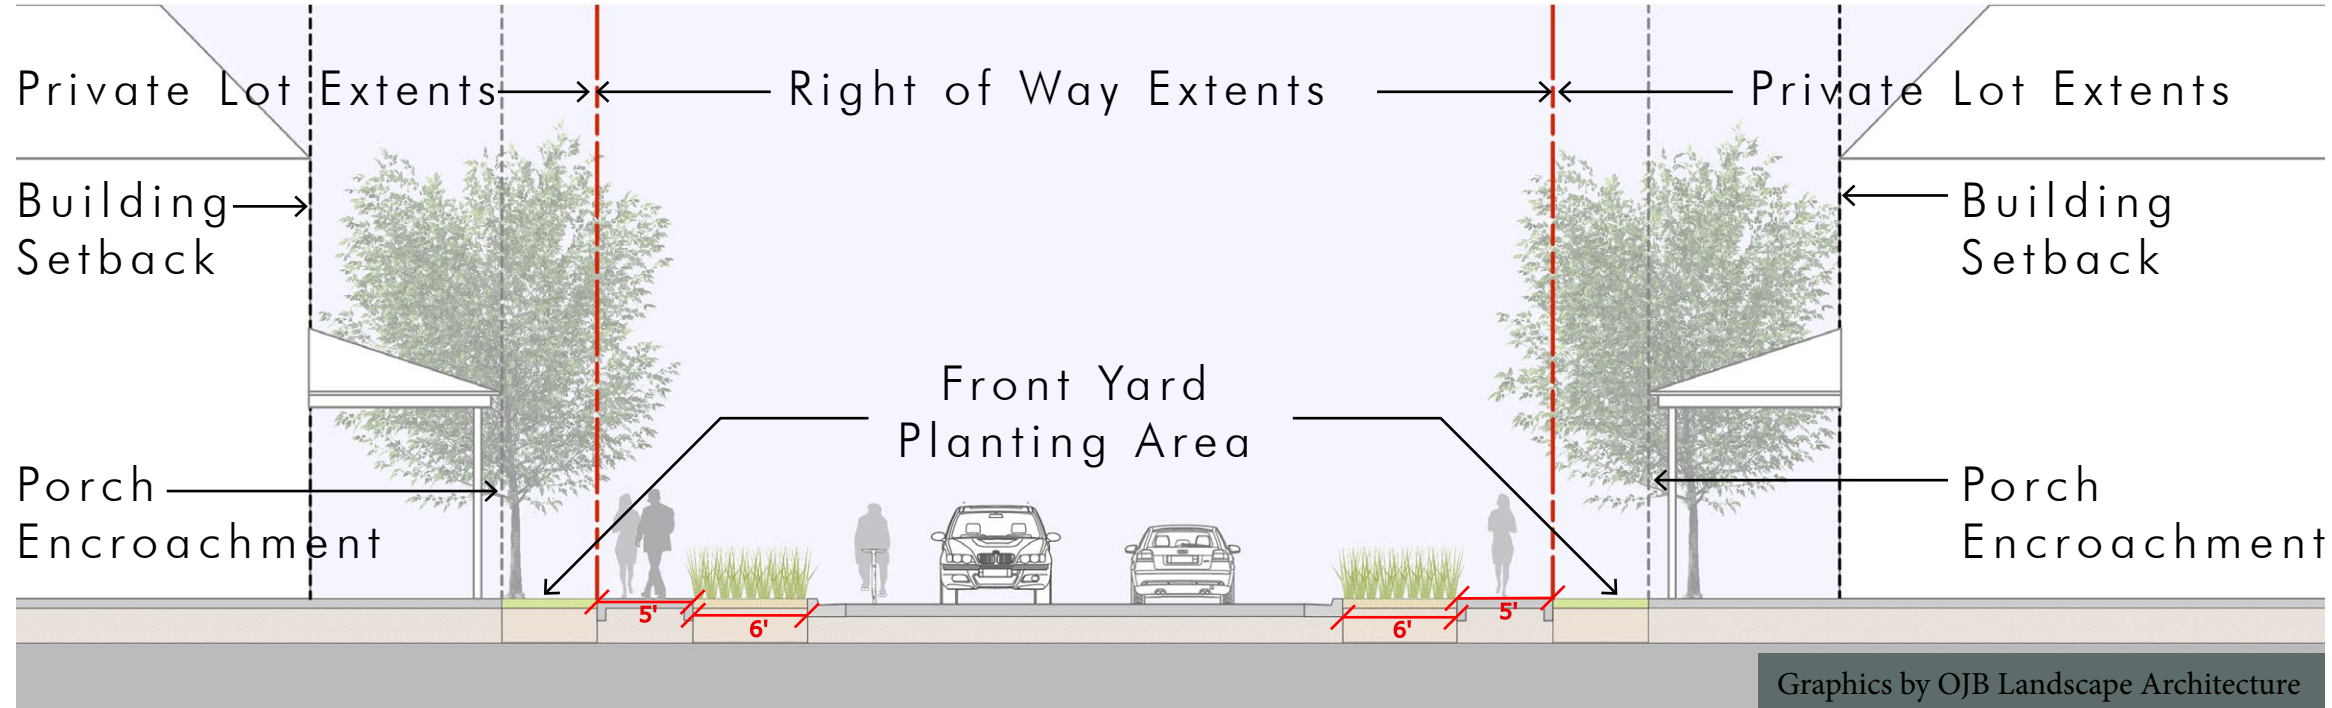 Private Lot Extents
Right of Way Extents
Private Lot Extents
Building
Setback
Building
Setback
Front Yard
Planting Area
Porch
Encroachment
Porch
Encroachment
5'
6'
6'
5'
Graphics by OJB Landscape Architecture